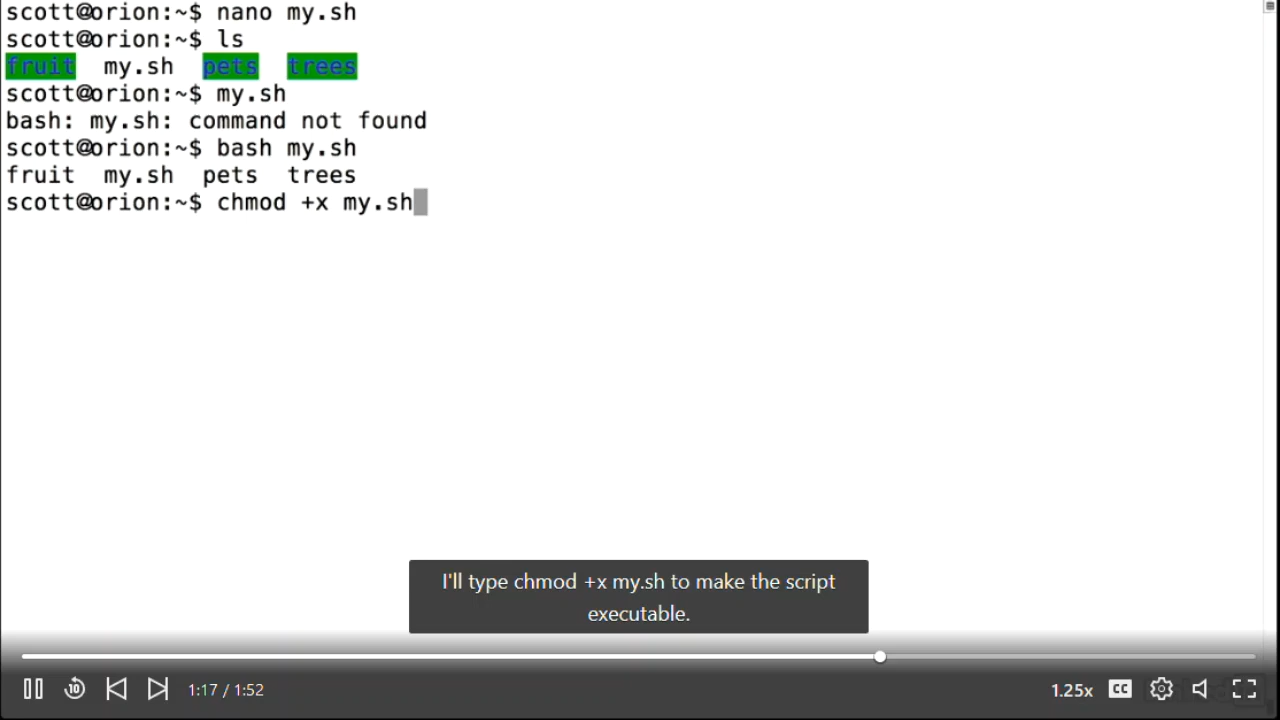 scott@orion:~$ nano my.sh
scott@orion:~$ ls
fruit my.sh pets trees
scott@orion:~$ my.sh
bash: my.sh: command not found
scott@orion:~$ bash my.sh
fruit my.sh pets trees
scott@orion:~$ chmod +x my.sh
I'll type chmod +x my.sh to make the script
executable.
10 1:17 / 1:52 1.25x CC